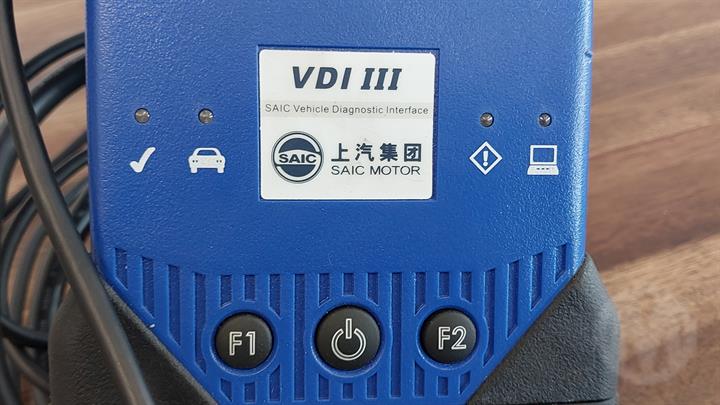 VDI III
SAIC Vehicle Diagnostic Interface
SAIC
上汽集团
SAIC MOTOR
F1
F2